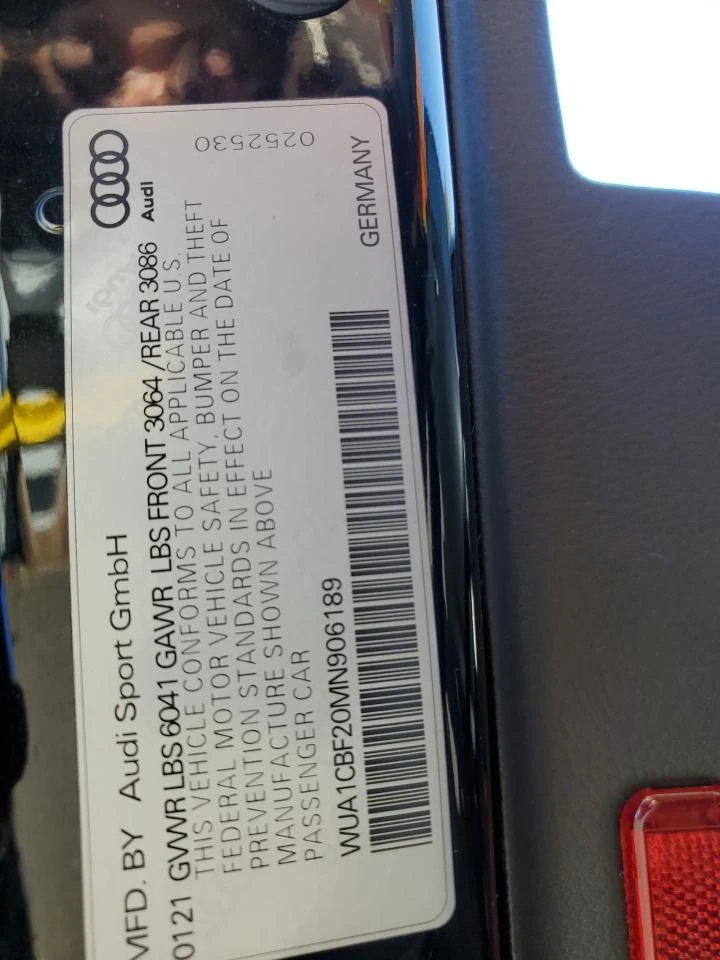 MFD. BY Audi Sport GmbH
Audi
0121 GVWR LBS 6041 GAWR LBS FRONT 3064 /REAR 3086
THIS VEHICLE CONFORMS TO ALL APPLICABLE U.S.
FEDERAL MOTOR VEHICLE SAFETY, BUMPER AND THEFT
PREVENTION STANDARDS IN EFFECT ON THE DATE OF
MANUFACTURE SHOWN ABOVE
PASSENGER CAR
0252530
WUA1CBF20MN906189
GERMANY